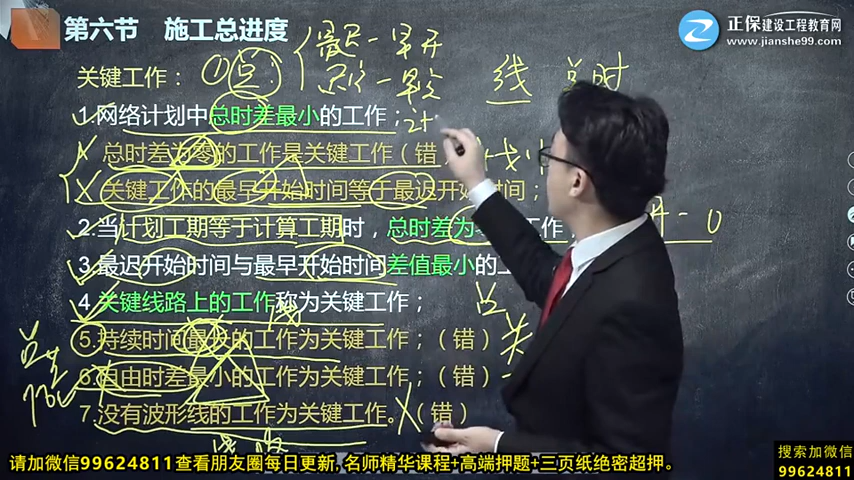 第六节 施工总进度
正保建设工程教育网
www.jianshe99.com
关键工作：
1.网络计划中总时差最小的工作；
总时差为零的工作是关键工作（错
关键工作的最早开始时间等于最迟开始时间；
2.当计划工期等于计算工期时，总时差为
工作；
3.最迟开始时间与最早开始时间差值最小的
4.关键线路上的工作称为关键工作；
5.持续时间最长的工作为关键工作；（错）
6.自由时差最小的工作为关键工作；（错）
7.没有波形线的工作为关键工作。（错）
线 总时
请加微信99624811查看朋友圈每日更新,名师精华课程+高端押题+三页纸绝密超押。
搜索加微信
99624811